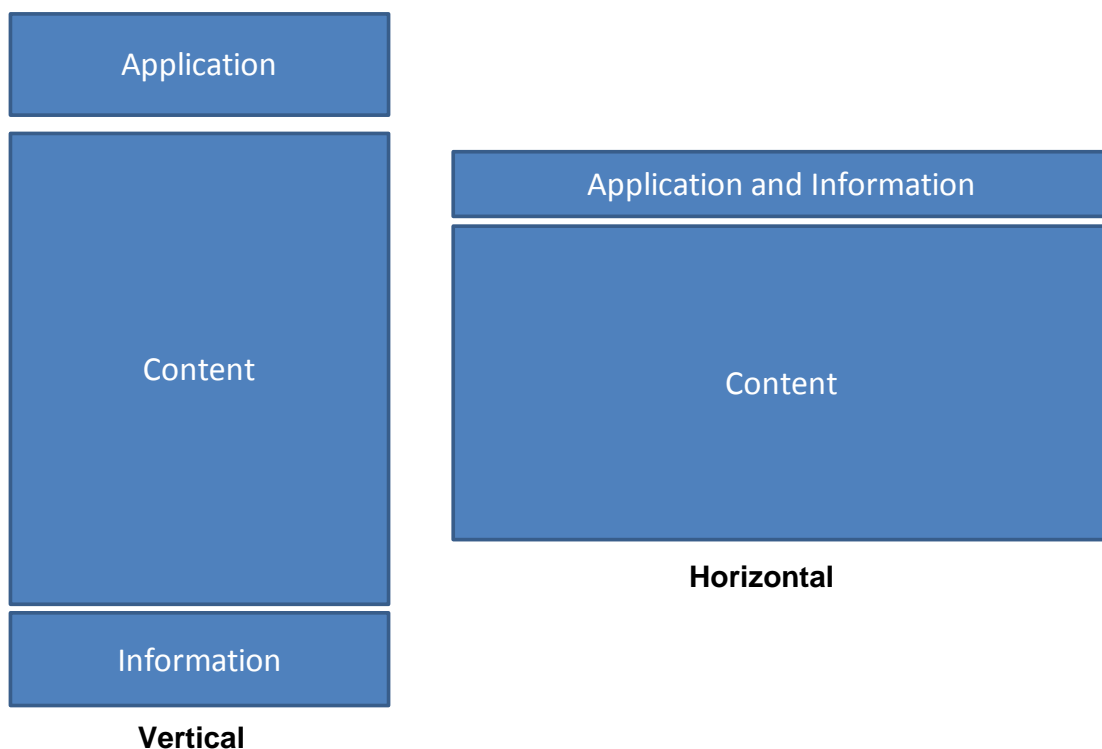 Application
Content
Information
Vertical
Application and Information
Content
Horizontal